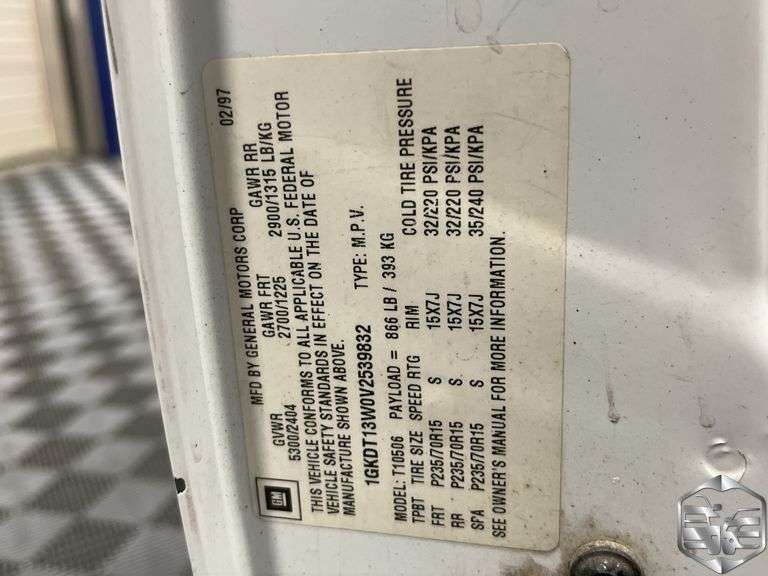 MFD BY GENERAL MOTORS CORP 02/97
GVWR GAWR FRT GAWR RR
5300/2404 2700/1225 2900/1315 LB/KG
THIS VEHICLE CONFORMS TO ALL APPLICABLE U.S. FEDERAL MOTOR
VEHICLE SAFETY STANDARDS IN EFFECT ON THE DATE OF
MANUFACTURE SHOWN ABOVE.
1GKDT13W0V2539832 TYPE: M.P.V.
MODEL: T10506 PAYLOAD = 866 LB / 393 KG
TPBT TIRE SIZE SPEED RTG RIM COLD TIRE PRESSURE
FRT P235/70R15 S 15X7J 32/220 PSI/KPA
RR P235/70R15 S 15X7J 32/220 PSI/KPA
SPA P235/70R15 S 15X7J 35/240 PSI/KPA
SEE OWNER'S MANUAL FOR MORE INFORMATION.
GM